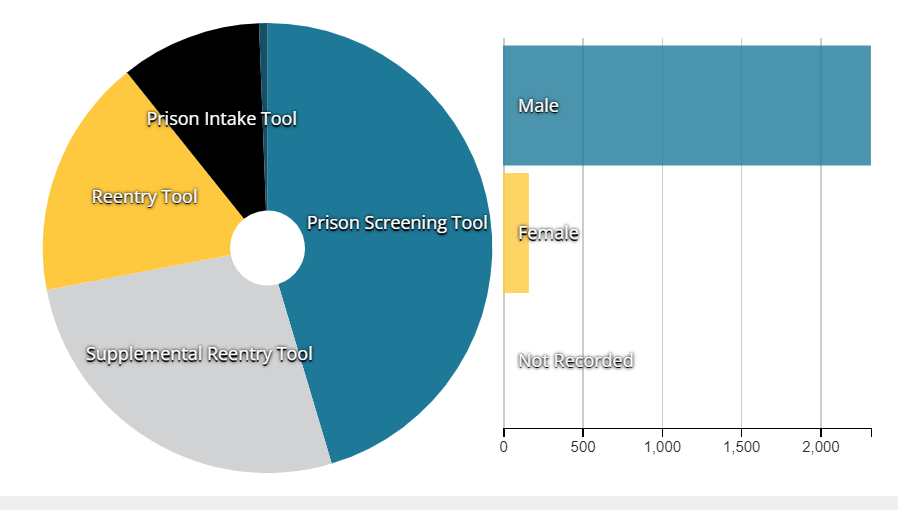 Prison Intake Tool
Reentry Tool
Prison Screening Tool
Supplemental Reentry Tool
Male
Female
Not Recorded
0 500 1,000 1,500 2,000